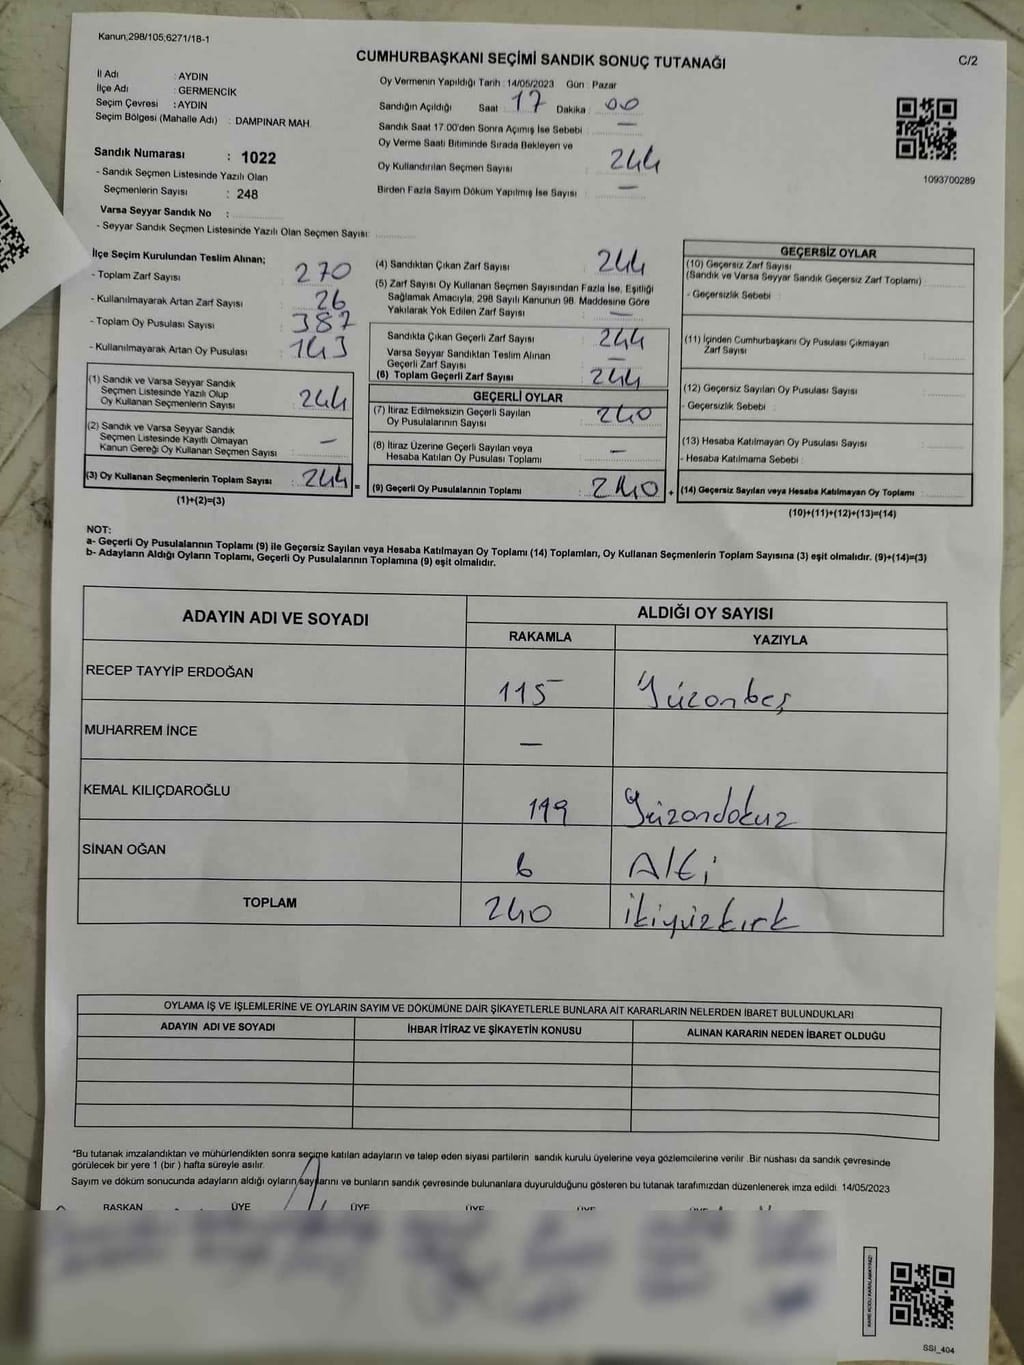 Kanun,298/105,6271/18-1
CUMHURBAŞKANI SEÇİMİ SANDIK SONUÇ TUTANAĞI
C/2
İl Adı : AYDIN
İlçe Adı : GERMENCİK
Seçim Çevresi : AYDIN
Seçim Bölgesi (Mahalle Adı) : DAMPINAR MAH.
Sandık Numarası : 1022
- Sandık Seçmen Listesinde Yazılı Olan
Seçmenlerin Sayısı : 248
Varsa Seyyar Sandık No :
- Seyyar Sandık Seçmen Listesinde Yazılı Olan Seçmen Sayısı:
Oy Vermenin Yapıldığı Tarih : 14/05/2023 Gün : Pazar
Sandığın Açıldığı Saat : 17 Dakika : 00
Sandık Saat 17.00'den Sonra Açımış İse Sebebi : —
Oy Verme Saati Bitiminde Sırada Bekleyen ve
Oy Kullandırılan Seçmen Sayısı : 244
Birden Fazla Sayım Döküm Yapılmış İse Sayısı : —
1093700289
İlçe Seçim Kurulundan Teslim Alınan;
- Toplam Zarf Sayısı : 270
- Kullanılmayarak Artan Zarf Sayısı : 26
- Toplam Oy Pusulası Sayısı : 387
- Kullanılmayarak Artan Oy Pusulası : 143
(1) Sandık ve Varsa Seyyar Sandık
Seçmen Listesinde Yazılı Olup
Oy Kullanan Seçmenlerin Sayısı : 244
(2) Sandık ve Varsa Seyyar Sandık
Seçmen Listesinde Kayıtlı Olmayan
Kanun Gereği Oy Kullanan Seçmen Sayısı : —
(3) Oy Kullanan Seçmenlerin Toplam Sayısı : 244 =
(1)+(2)=(3)
(4) Sandıktan Çıkan Zarf Sayısı : 244
(5) Zarf Sayısı Oy Kullanan Seçmen Sayısından Fazla İse, Eşitliği
Sağlamak Amacıyla, 298 Sayılı Kanunun 98. Maddesine Göre
Yakılarak Yok Edilen Zarf Sayısı : —
Sandıkta Çıkan Geçerli Zarf Sayısı : 244
Varsa Seyyar Sandıktan Teslim Alınan
Geçerli Zarf Sayısı : —
(6) Toplam Geçerli Zarf Sayısı : 244
GEÇERLİ OYLAR
(7) İtiraz Edilmeksizin Geçerli Sayılan
Oy Pusulalarının Sayısı : 240
(8) İtiraz Üzerine Geçerli Sayılan veya
Hesaba Katılan Oy Pusulası Toplamı : —
(9) Geçerli Oy Pusulalarının Toplamı : 240 +
GEÇERSİZ OYLAR
(10) Geçersiz Zarf Sayısı
(Sandık ve Varsa Seyyar Sandık Geçersiz Zarf Toplamı) :
- Geçersizlik Sebebi :
(11) İçinden Cumhurbaşkanı Oy Pusulası Çıkmayan
Zarf Sayısı :
(12) Geçersiz Sayılan Oy Pusulası Sayısı :
- Geçersizlik Sebebi :
(13) Hesaba Katılmayan Oy Pusulası Sayısı :
- Hesaba Katılmama Sebebi :
(14) Geçersiz Sayılan veya Hesaba Katılmayan Oy Toplamı :
(10)+(11)+(12)+(13)=(14)
NOT:
a- Geçerli Oy Pusulalarının Toplamı (9) ile Geçersiz Sayılan veya Hesaba Katılmayan Oy Toplamı (14) Toplamları, Oy Kullanan Seçmenlerin Toplam Sayısına (3) eşit olmalıdır. (9)+(14)=(3)
b- Adayların Aldığı Oyların Toplamı, Geçerli Oy Pusulalarının Toplamına (9) eşit olmalıdır.
ADAYIN ADI VE SOYADI
ALDIĞI OY SAYISI
RAKAMLA YAZIYLA
RECEP TAYYİP ERDOĞAN 115 Yüzonbeş
MUHARREM İNCE —
KEMAL KILIÇDAROĞLU 119 Yüzondokuz
SİNAN OĞAN 6 Altı
TOPLAM 240 ikiyüzkırk
OYLAMA İŞ VE İŞLEMLERİNE VE OYLARIN SAYIM VE DÖKÜMÜNE DAİR ŞİKAYETLERLE BUNLARA AİT KARARLARIN NELERDEN İBARET BULUNDUKLARI
ADAYIN ADI VE SOYADI İHBAR İTİRAZ VE ŞİKAYETİN KONUSU ALINAN KARARIN NEDEN İBARET OLDUĞU
*Bu tutanak imzalandıktan ve mühürlendikten sonra seçime katılan adayların ve talep eden siyasi partilerin sandık kurulu üyelerine veya gözlemcilerine verilir .Bir nüshası da sandık çevresinde
görülecek bir yere 1 (bir ) hafta süreyle asılır.
Sayım ve döküm sonucunda adayların aldığı oyların sayılarını ve bunların sandık çevresinde bulunanlara duyurulduğunu gösteren bu tutanak tarafımızdan düzenlenerek imza edildi. 14/05/2023
BAŞKAN ÜYE ÜYE ÜYE ÜYE ÜYE
SSI_404